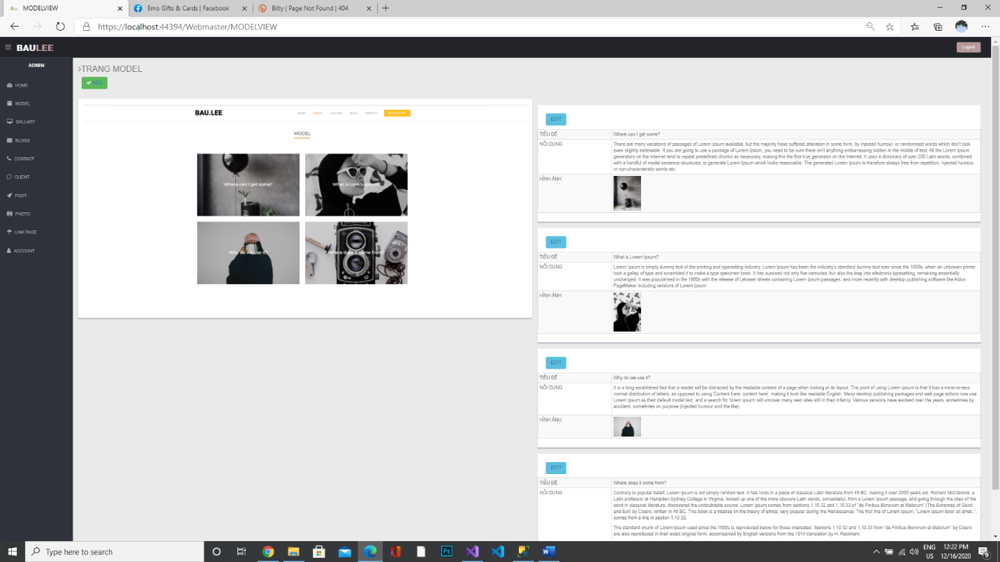 MODELVIEW
Emo Gifts & Cards | Facebook
Bitly | Page Not Found | 404
https://localhost:44394/Webmaster/MODELVIEW
BAULEE
Logout
ADMIN
HOME
MODEL
GALLARY
BLOGS
CONTACT
CLIENT
FOOT
PHOTO
LINK PAGE
ACCOUNT
>TRANG MODEL
ADD
BAU.LEE
HOME MODEL GALLARY BLOG CONTACT
MODEL
Where can I get some?
What is Lorem Ipsum?
Why do we use it?
Where does it come from?
EDIT
TIÊU ĐỀ Where can I get some?
NỘI DUNG There are many variations of passages of Lorem Ipsum available, but the majority have suffered alteration in some form, by injected humour, or randomised words which don't look
even slightly believable. If you are going to use a passage of Lorem Ipsum, you need to be sure there isn't anything embarrassing hidden in the middle of text. All the Lorem Ipsum
generators on the Internet tend to repeat predefined chunks as necessary, making this the first true generator on the Internet. It uses a dictionary of over 200 Latin words, combined
with a handful of model sentence structures, to generate Lorem Ipsum which looks reasonable. The generated Lorem Ipsum is therefore always free from repetition, injected humour,
or non-characteristic words etc.
HÌNH ẢNH
EDIT
TIÊU ĐỀ What is Lorem Ipsum?
NỘI DUNG Lorem Ipsum is simply dummy text of the printing and typesetting industry. Lorem Ipsum has been the industry's standard dummy text ever since the 1500s, when an unknown printer
took a galley of type and scrambled it to make a type specimen book. It has survived not only five centuries, but also the leap into electronic typesetting, remaining essentially
unchanged. It was popularised in the 1960s with the release of Letraset sheets containing Lorem Ipsum passages, and more recently with desktop publishing software like Aldus
PageMaker including versions of Lorem Ipsum
HÌNH ẢNH
EDIT
TIÊU ĐỀ Why do we use it?
NỘI DUNG It is a long established fact that a reader will be distracted by the readable content of a page when looking at its layout. The point of using Lorem Ipsum is that it has a more-or-less
normal distribution of letters, as opposed to using 'Content here, content here', making it look like readable English. Many desktop publishing packages and web page editors now use
Lorem Ipsum as their default model text, and a search for 'lorem ipsum' will uncover many web sites still in their infancy. Various versions have evolved over the years, sometimes by
accident, sometimes on purpose (injected humour and the like).
HÌNH ẢNH
EDIT
TIÊU ĐỀ Where does it come from?
NỘI DUNG Contrary to popular belief, Lorem Ipsum is not simply random text. It has roots in a piece of classical Latin literature from 45 BC, making it over 2000 years old. Richard McClintock, a
Latin professor at Hampden-Sydney College in Virginia, looked up one of the more obscure Latin words, consectetur, from a Lorem Ipsum passage, and going through the cites of the
word in classical literature, discovered the undoubtable source. Lorem Ipsum comes from sections 1.10.32 and 1.10.33 of "de Finibus Bonorum et Malorum" (The Extremes of Good
and Evil) by Cicero, written in 45 BC. This book is a treatise on the theory of ethics, very popular during the Renaissance. The first line of Lorem Ipsum, "Lorem ipsum dolor sit amet..",
comes from a line in section 1.10.32.
The standard chunk of Lorem Ipsum used since the 1500s is reproduced below for those interested. Sections 1.10.32 and 1.10.33 from "de Finibus Bonorum et Malorum" by Cicero
are also reproduced in their exact original form, accompanied by English versions from the 1914 translation by H. Rackham.
Type here to search
Ps
ENG
US
12:22 PM
12/16/2020
9